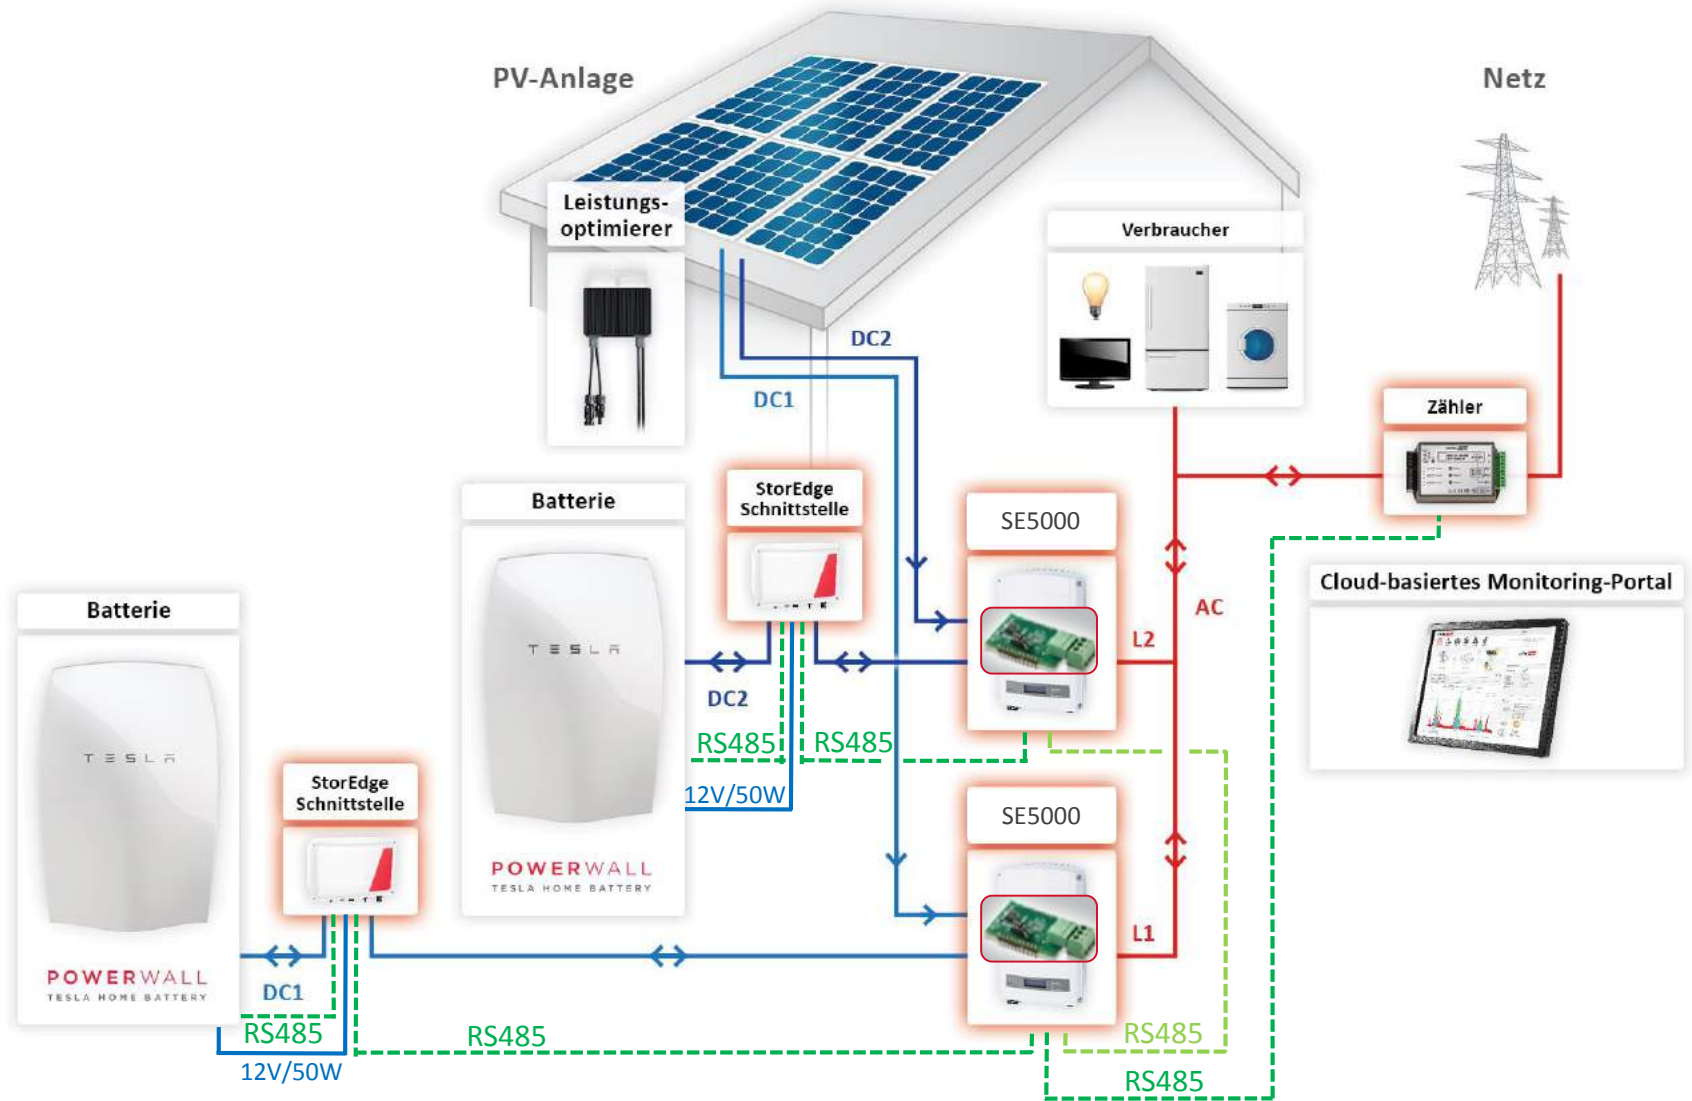 PV-Anlage
Netz
Leistungs-
optimierer
Verbraucher
DC2
DC1
Zähler
StorEdge
Schnittstelle
Batterie
SE5000
Cloud-basiertes Monitoring-Portal
Batterie
AC
L2
TESLA
DC2
RS485
RS485
TESLA
StorEdge
Schnittstelle
12V/50W
SE5000
POWERWALL
TESLA HOME BATTERY
L1
POWERWALL
TESLA HOME BATTERY
DC1
RS485
RS485
RS485
12V/50W
RS485